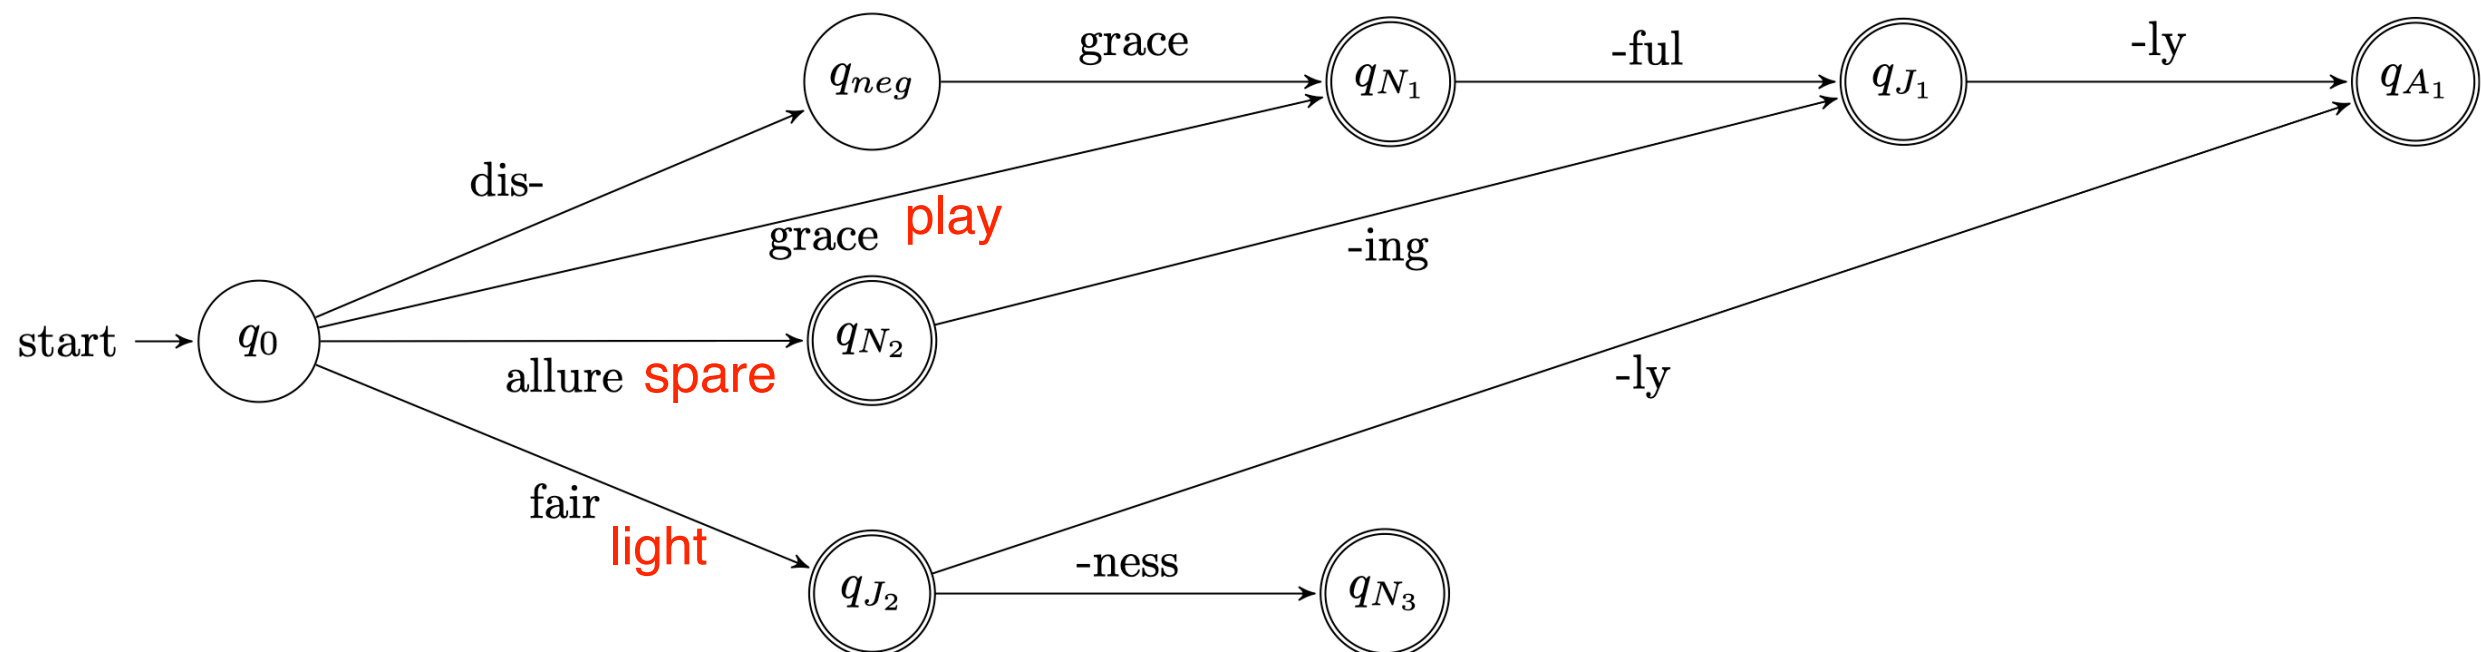 grace -ful -ly
q_neg q_N1 q_J1 q_A1
dis-
grace play
-ing
start q_0 q_N2
allure spare
-ly
fair
light
-ness
q_J2 q_N3